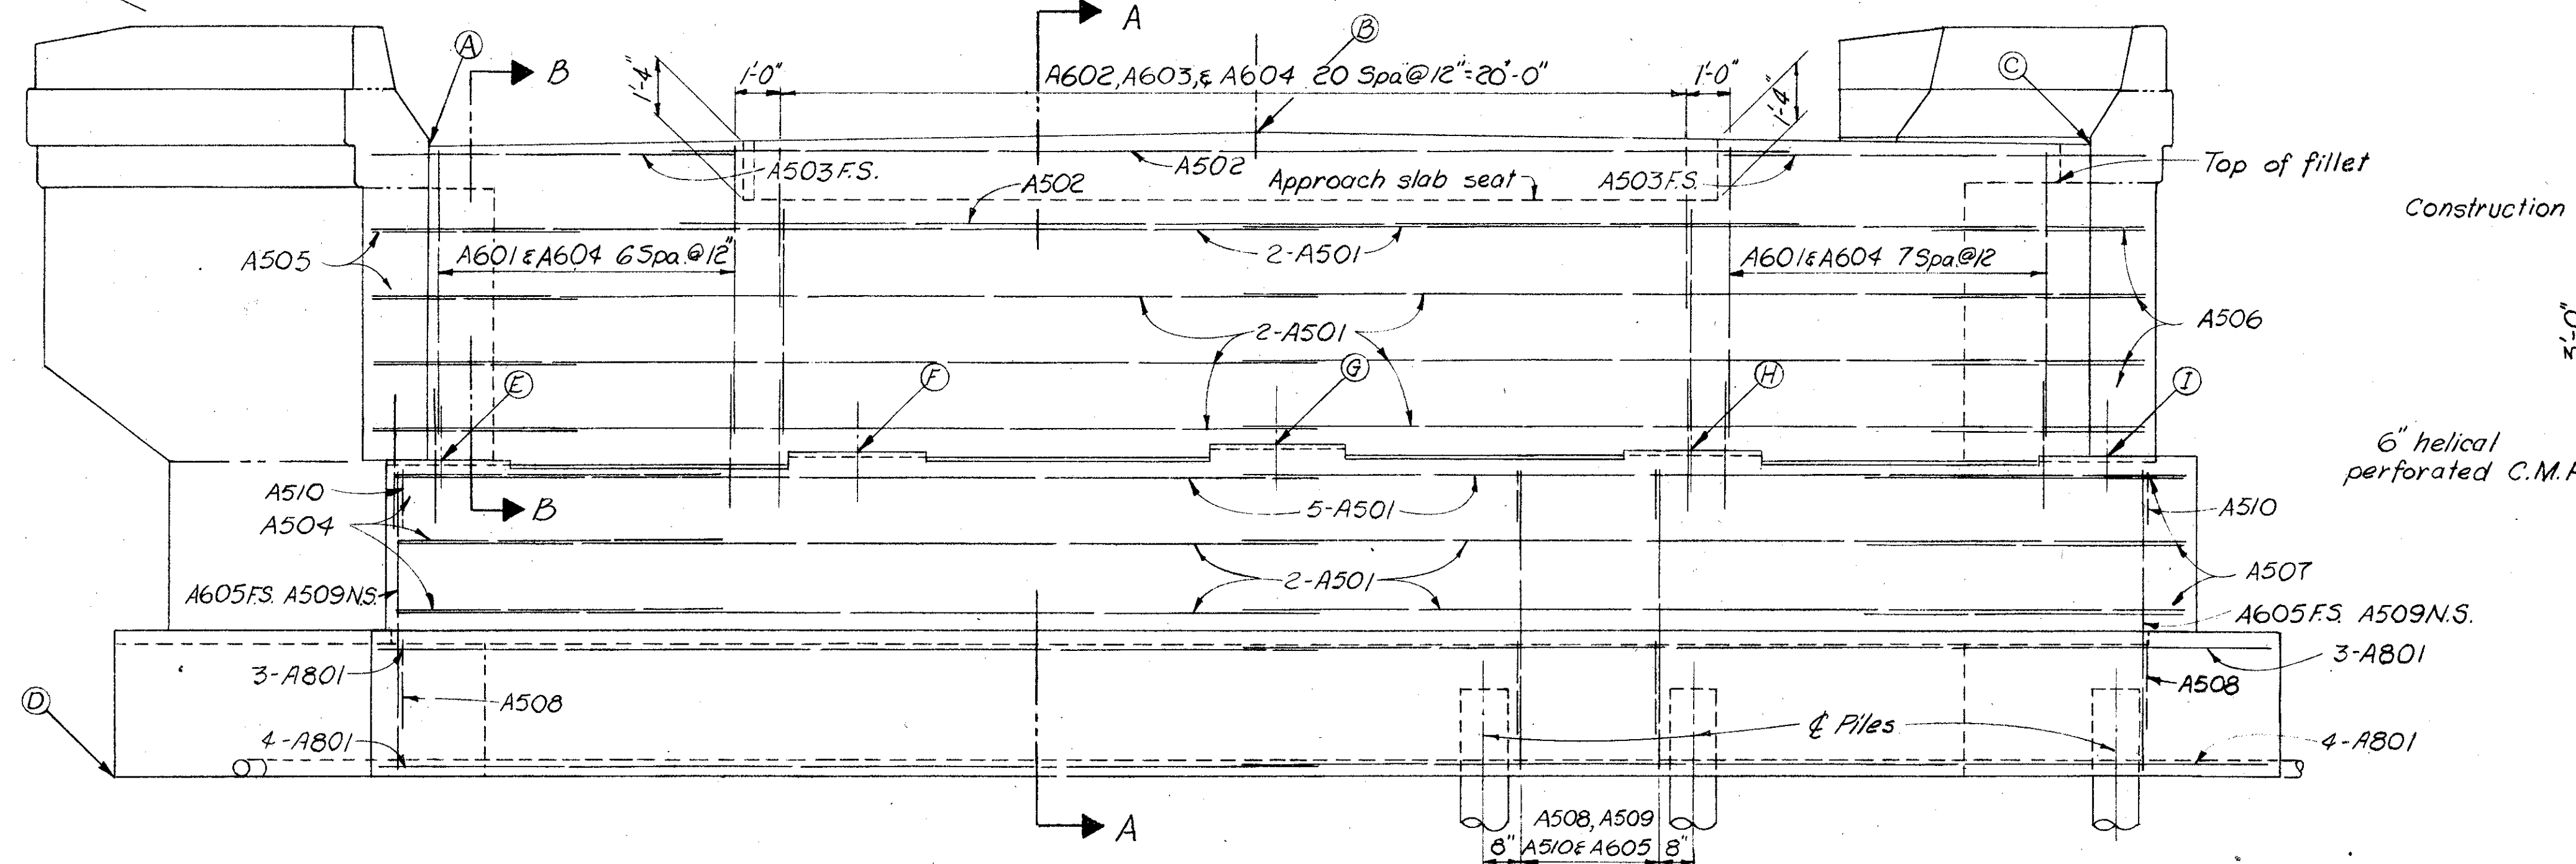 A
A
B
B
1'-4"
1'-0"
A602, A603, & A604 20 Spa @ 12" = 20'-0"
1'-0"
1'-4"
C
A503 F.S.
A502
A502
Approach slab seat
A503 F.S.
Top of fillet
Construction
A505
A601 & A604 6 Spa. @ 12"
2-A501
A601 & A604 7 Spa @ 12
2-A501
A506
3'-0"
E
F
G
H
I
6" helical
perforated C.M.P
A510
A504
B
5-A501
A510
2-A501
A507
A605 F.S. A509 N.S.
A605 F.S. A509 N.S.
3-A801
3-A801
A508
A508
D
4-A801
℄ Piles
4-A801
A
A508, A509
8" A510 & A605 8"